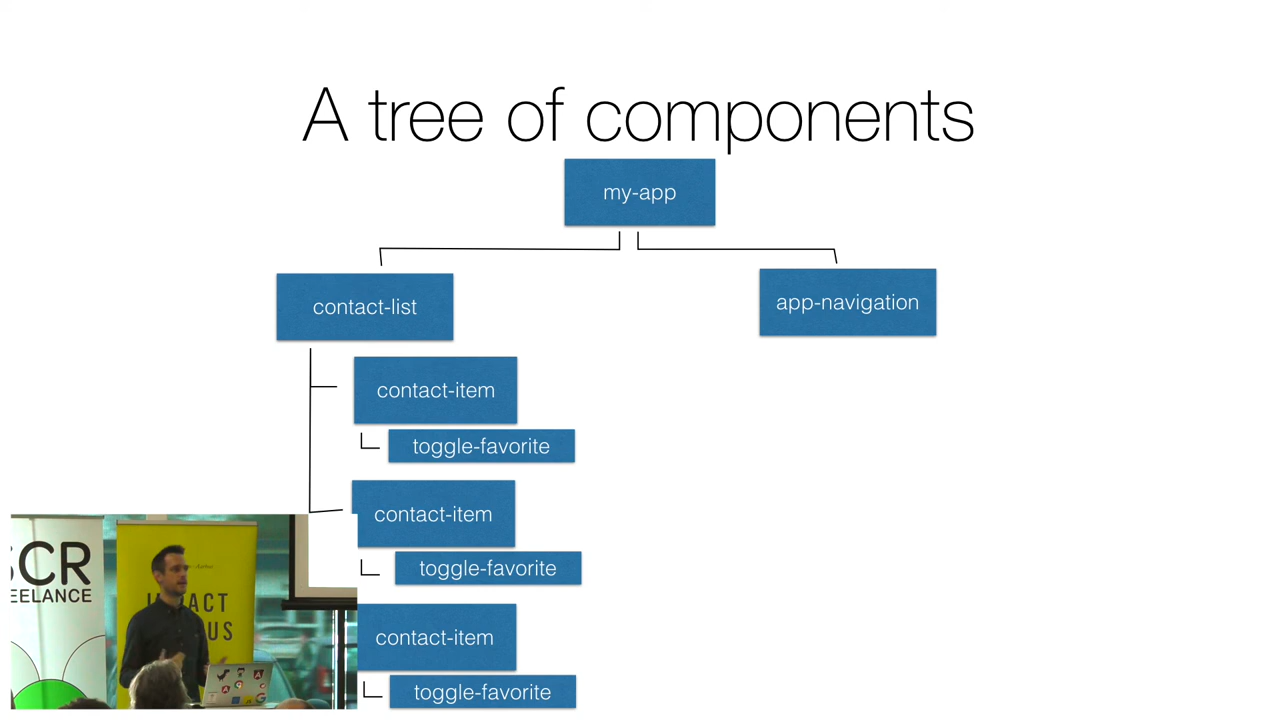 A tree of components
my-app
contact-list
app-navigation
contact-item
toggle-favorite
contact-item
toggle-favorite
contact-item
toggle-favorite
SCR
EELANCE